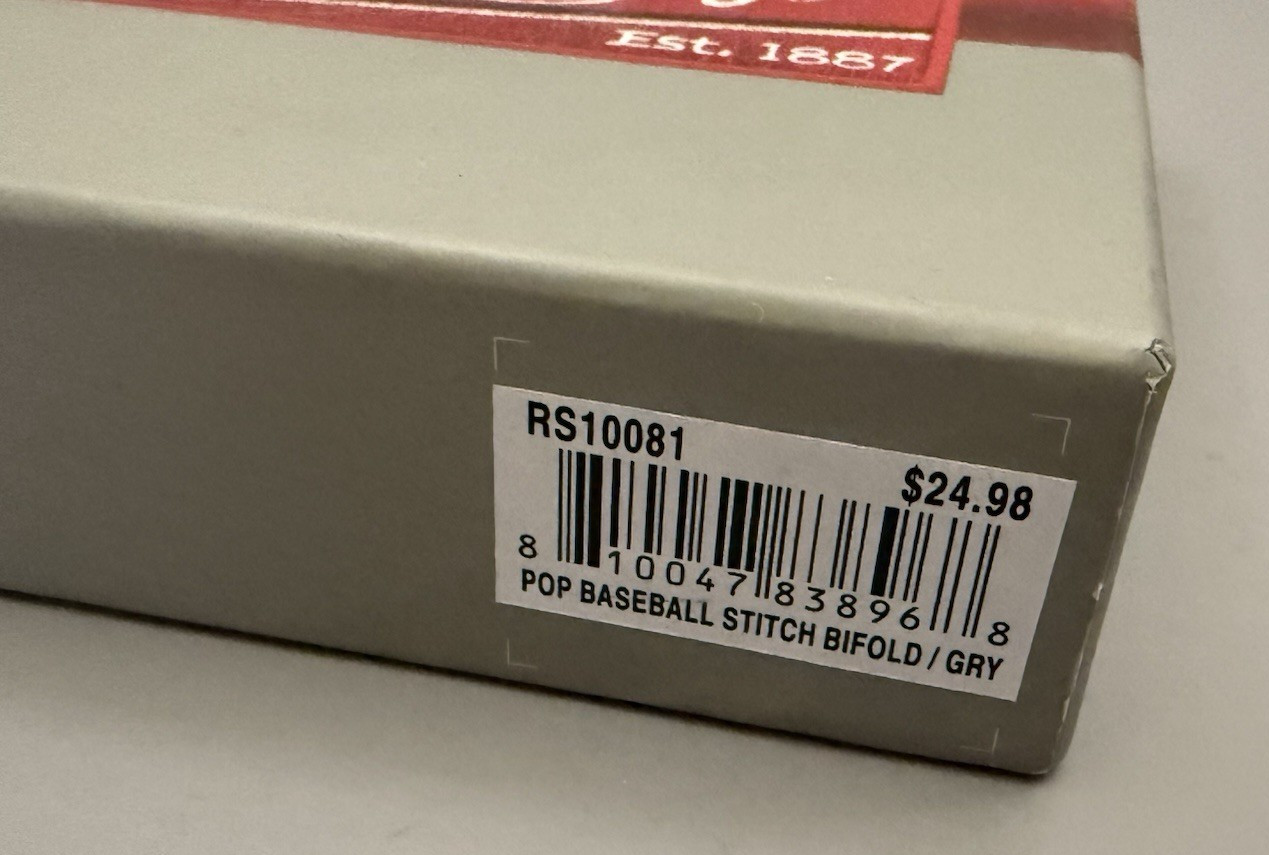 Est. 1887
RS10081
$24.98
8 10047 83896 8
POP BASEBALL STITCH BIFOLD / GRY